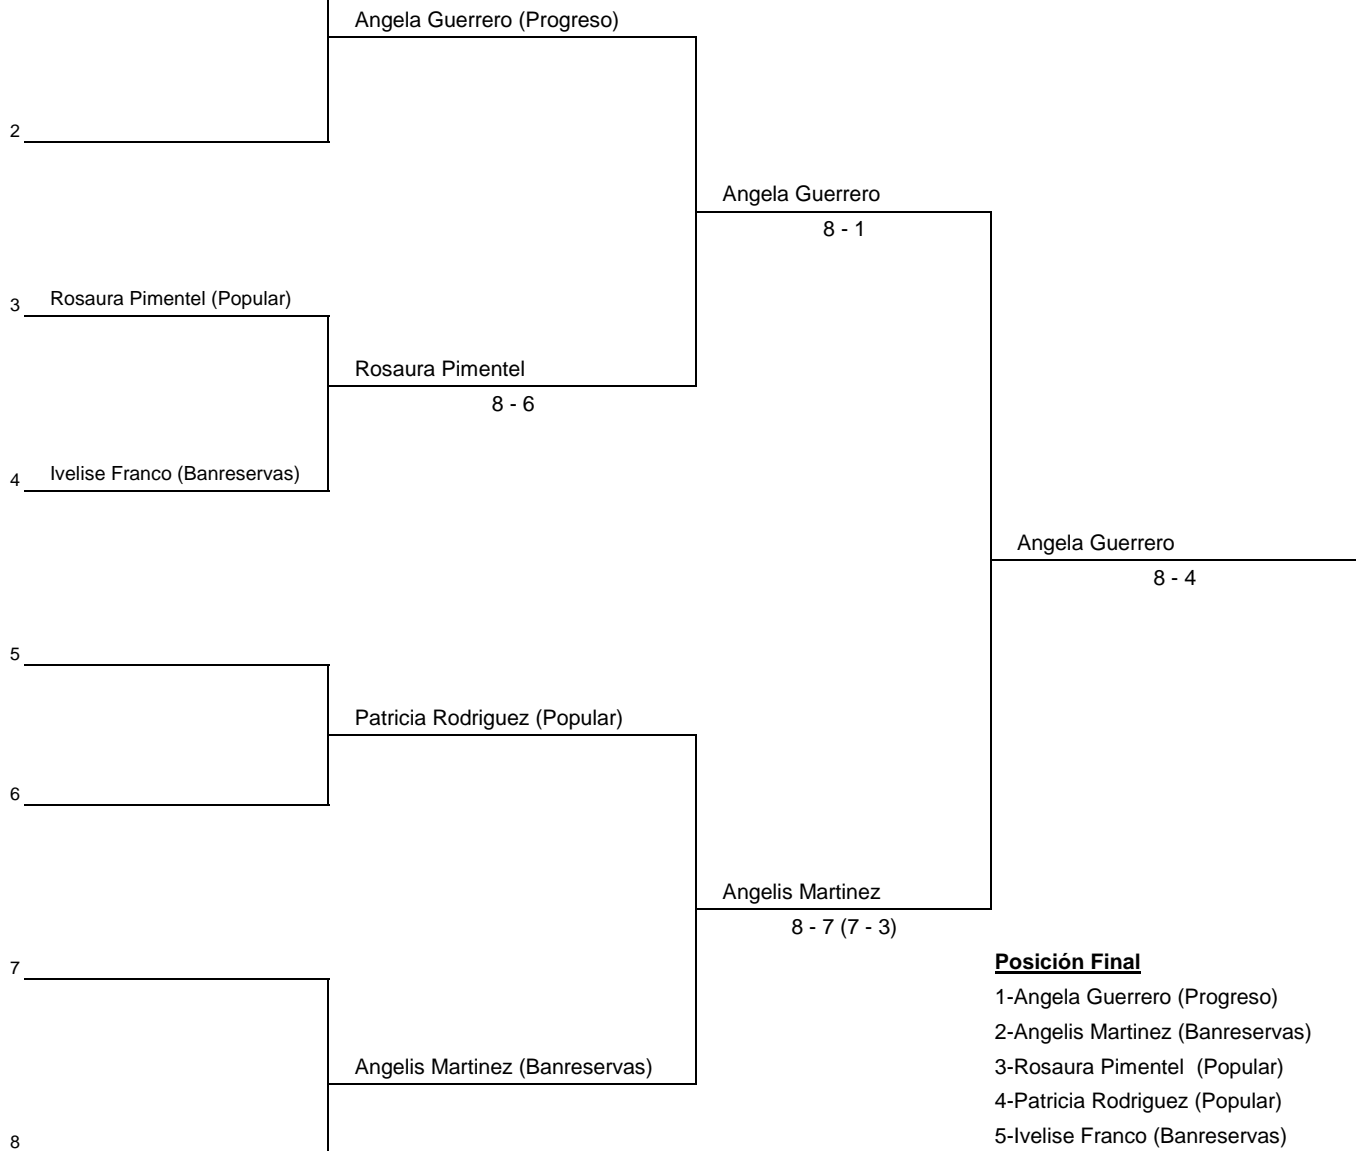 Angela Guerrero (Progreso)
2
Angela Guerrero
8 - 1
3 Rosaura Pimentel (Popular)
Rosaura Pimentel
8 - 6
4 Ivelise Franco (Banreservas)
Angela Guerrero
8 - 4
5
Patricia Rodriguez (Popular)
6
Angelis Martinez
8 - 7 (7 - 3)
7
Posición Final
1-Angela Guerrero (Progreso)
2-Angelis Martinez (Banreservas)
Angelis Martinez (Banreservas)
3-Rosaura Pimentel  (Popular)
4-Patricia Rodriguez (Popular)
8
5-Ivelise Franco (Banreservas)